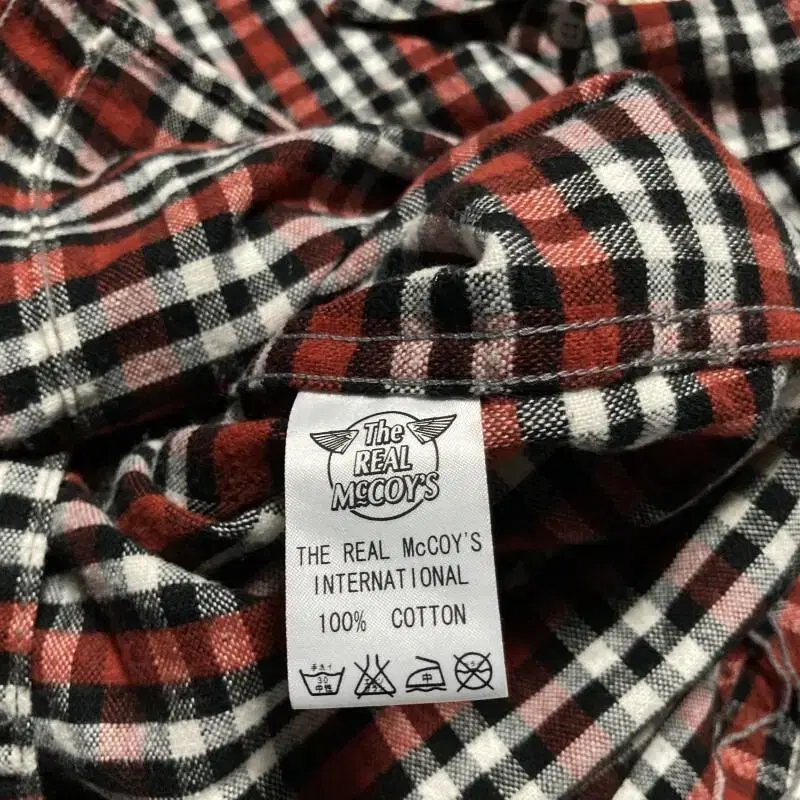 The
REAL
McCOY'S
THE REAL McCOY'S
INTERNATIONAL
100% COTTON
手洗イ
30
中性
中